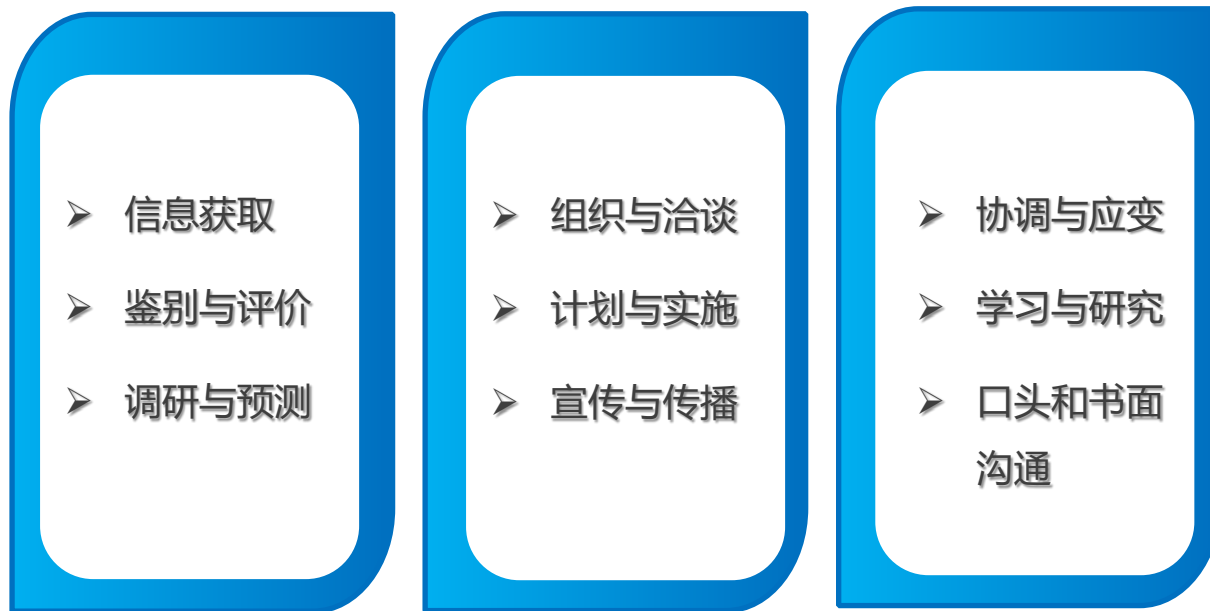 ➢ 信息获取
➢ 鉴别与评价
➢ 调研与预测
➢ 组织与洽谈
➢ 计划与实施
➢ 宣传与传播
➢ 协调与应变
➢ 学习与研究
➢ 口头和书面
沟通